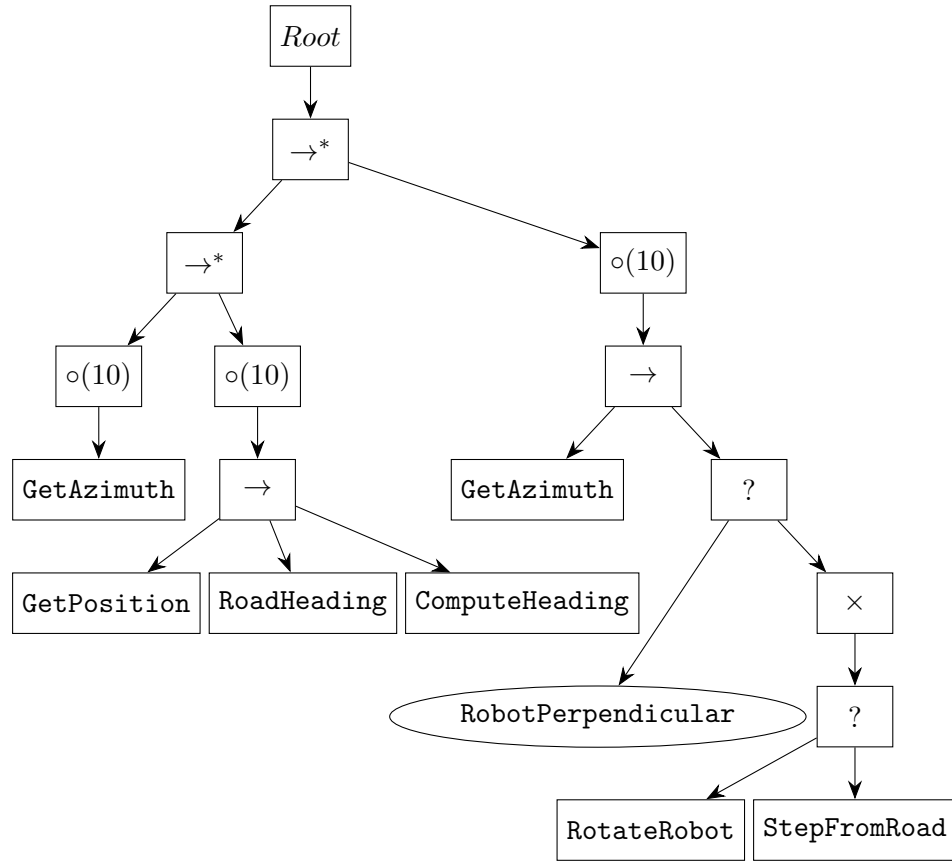 Root
→*
→*
∘(10)
∘(10)
∘(10)
→
GetAzimuth
→
GetAzimuth
?
GetPosition
RoadHeading
ComputeHeading
×
RobotPerpendicular
?
RotateRobot
StepFromRoad